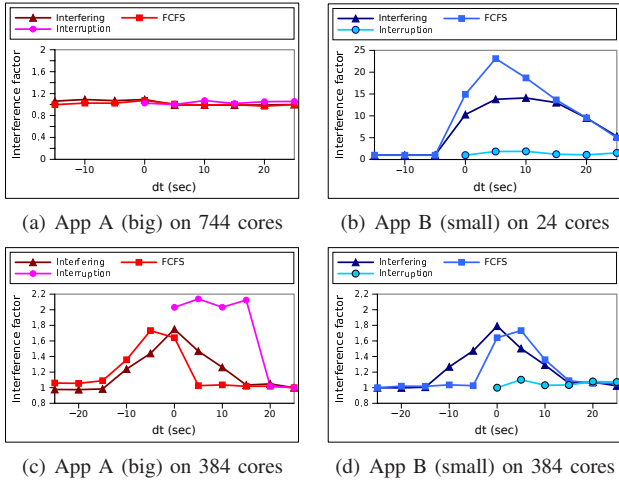 Interfering FCFS
Interruption
Interfering FCFS
Interruption
Interference factor
2
1.6
1.2
0.8
0.4
0
-10 0 10 20
dt (sec)
Interference factor
25
20
15
10
5
0
-10 0 10 20
dt (sec)
(a) App A (big) on 744 cores
(b) App B (small) on 24 cores
Interfering FCFS
Interruption
Interfering FCFS
Interruption
Interference factor
2.2
2
1.8
1.6
1.4
1.2
1
0.8
-20 -10 0 10 20
dt (sec)
Interference factor
2.2
2
1.8
1.6
1.4
1.2
1
0.8
-20 -10 0 10 20
dt (sec)
(c) App A (big) on 384 cores
(d) App B (small) on 384 cores